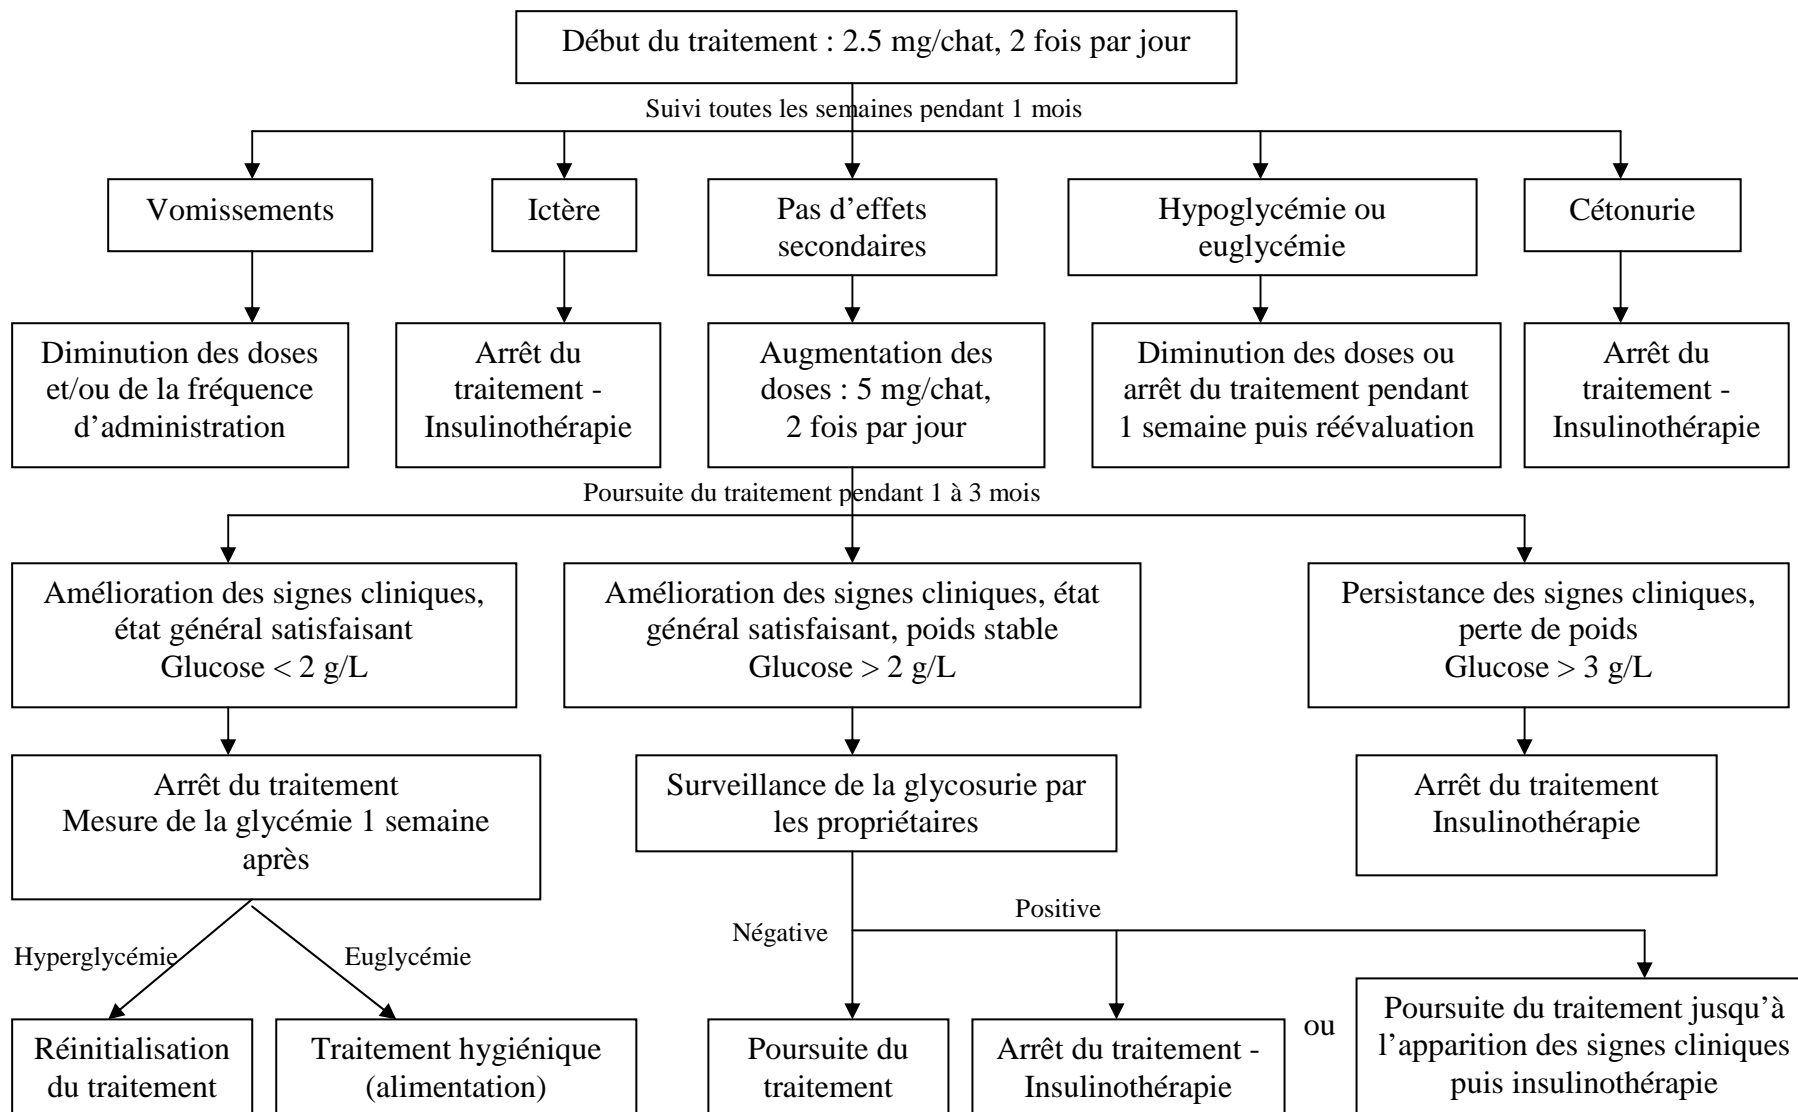 Début du traitement : 2.5 mg/chat, 2 fois par jour
Suivi toutes les semaines pendant 1 mois
Vomissements
Ictère
Pas d’effets
secondaires
Hypoglycémie ou
euglycémie
Cétonurie
Diminution des doses
et/ou de la fréquence
d’administration
Arrêt du
traitement -
Insulinothérapie
Augmentation des
doses : 5 mg/chat,
2 fois par jour
Diminution des doses ou
arrêt du traitement pendant
1 semaine puis réévaluation
Arrêt du
traitement -
Insulinothérapie
Poursuite du traitement pendant 1 à 3 mois
Amélioration des signes cliniques,
état général satisfaisant
Glucose < 2 g/L
Amélioration des signes cliniques, état
général satisfaisant, poids stable
Glucose > 2 g/L
Persistance des signes cliniques,
perte de poids
Glucose > 3 g/L
Arrêt du traitement
Mesure de la glycémie 1 semaine
après
Surveillance de la glycosurie par
les propriétaires
Arrêt du traitement
Insulinothérapie
Hyperglycémie
Euglycémie
Négative
Positive
Réinitialisation
du traitement
Traitement hygiénique
(alimentation)
Poursuite du
traitement
Arrêt du traitement -
Insulinothérapie
ou
Poursuite du traitement jusqu’à
l’apparition des signes cliniques
puis insulinothérapie